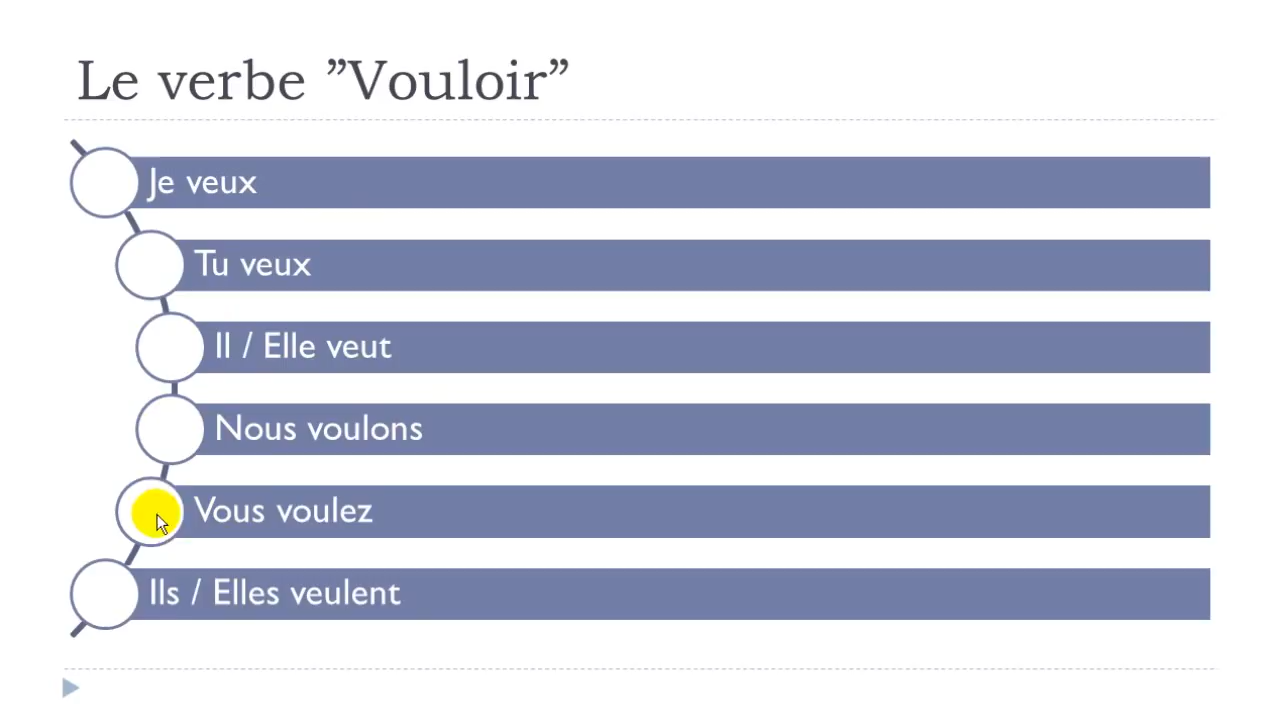 Le verbe ”Vouloir”
Je veux
Tu veux
Il / Elle veut
Nous voulons
Vous voulez
Ils / Elles veulent